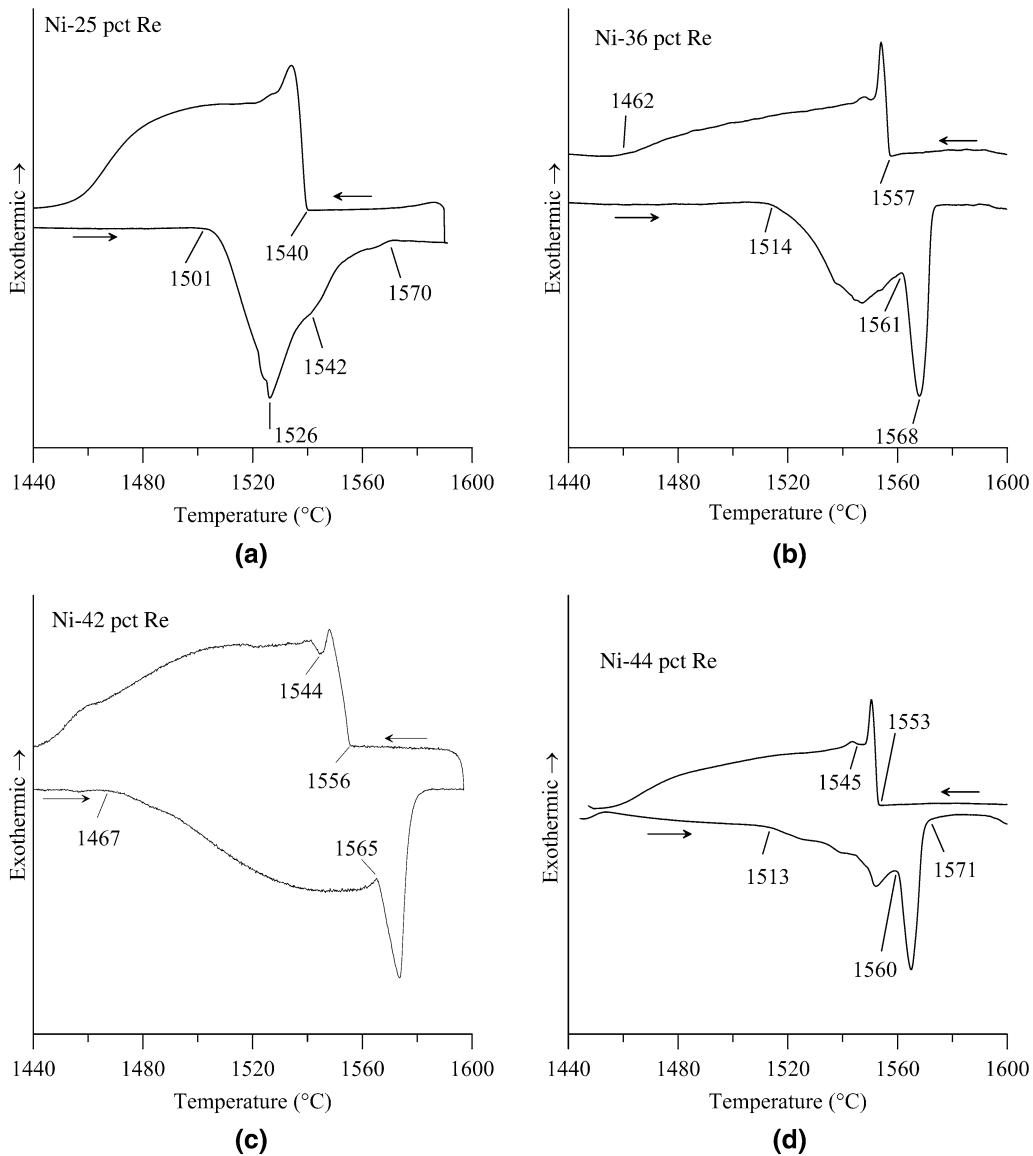 Ni-25 pct Re
Exothermic →
1501
1540
1570
1542
1526
1440 1480 1520 1560 1600
Temperature (°C)
(a)
Ni-36 pct Re
Exothermic →
1462
1557
1514
1561
1568
1440 1480 1520 1560 1600
Temperature (°C)
(b)
Ni-42 pct Re
Exothermic →
1544
1556
1467
1565
1440 1480 1520 1560 1600
Temperature (°C)
(c)
Ni-44 pct Re
Exothermic →
1553
1545
1513
1571
1560
1440 1480 1520 1560 1600
Temperature (°C)
(d)